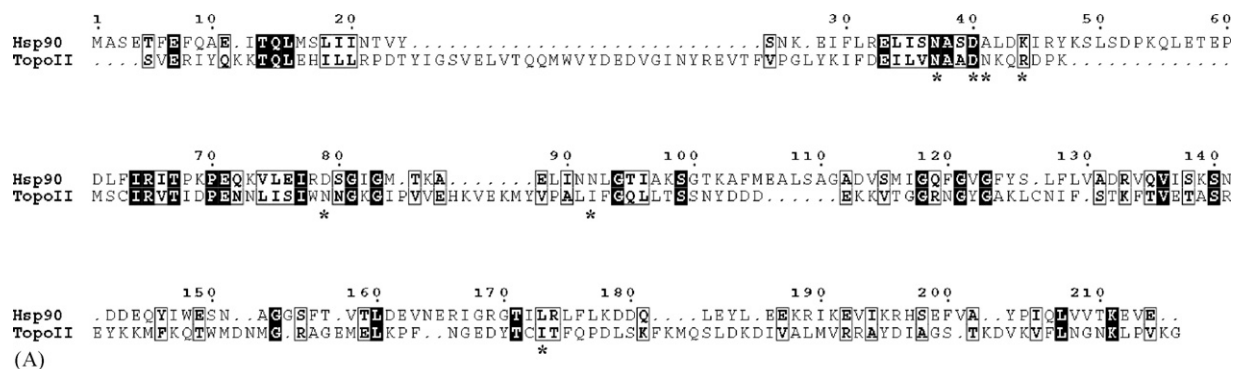 1 10 20 30 40 50 60
Hsp90 MASETFEFQAE.ITQLMSLIINTVY............................SNK.EIFLRELISNASDALDKIRYKSLSDPKQLETEP
TopoII ....SVERIYQKKTQLEHILLRPDTYIGSVELVTQQMWVYDEDVGINYREVTFVPGLYKIFDEILVNAADNKQRDPK.............
* ** *
70 80 90 100 110 120 130 140
Hsp90 DLFIRITPKPEQKVLEIRDSGIGM.TKA.......ELINNLGTIAKSGTKAFMEALSAGADVSMIGQFGVGFYS.LFLVADRVQVISKSN
TopoII MSCIRVTIDPENNLISIWNNGKGIPVVEHKVEKMYVPALIFGQLLTSSNYDDD......EKKVTGGRNGYGAKLCNIF.STKFTVETASR
* *
150 160 170 180 190 200 210
Hsp90 .DDEQYIWESN..AGGSFT.VTLDEVNERIGRGTILRLFLKDDQ....LEYL.EEKRIKEVIKRHSEFVA..YPIQLVVTKEVE..
TopoII EYKKMFKQTWMDNMG.RAGEMELKPF..NGEDYTCITFQPDLSKFKMQSLDKDIVALMVRRAYDIAGS.TKDVKVFLNGNKLPVKG
*
(A)